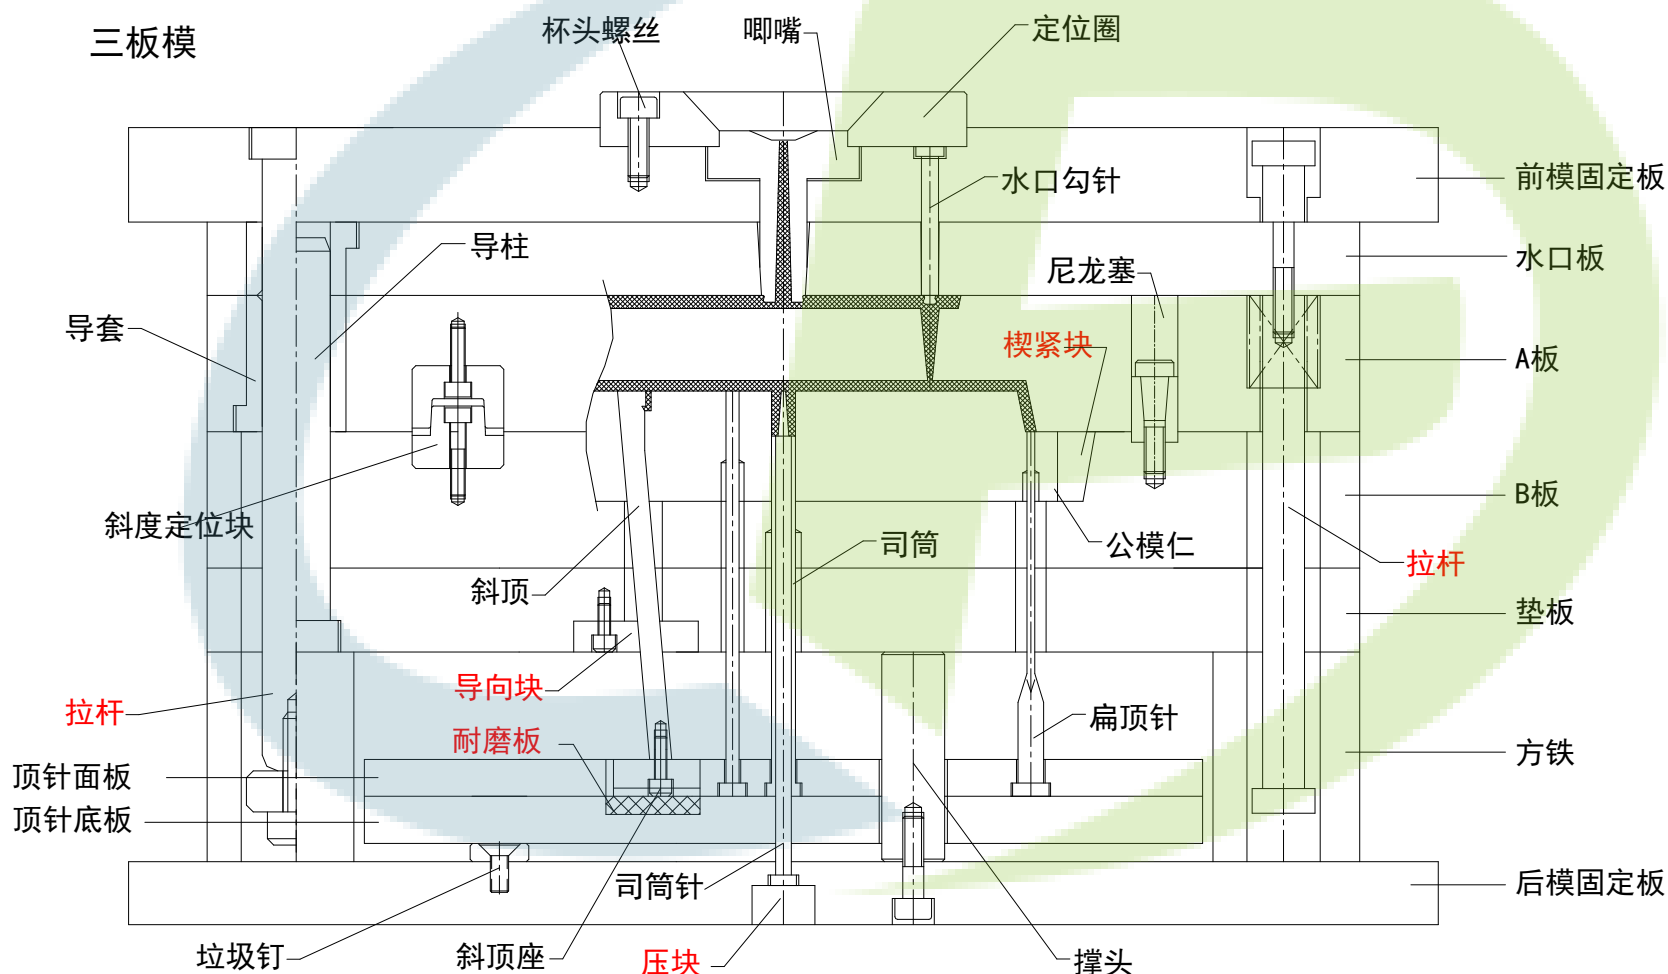 三板模
杯头螺丝
唧嘴
定位圈
前模固定板
水口勾针
导柱
水口板
尼龙塞
导套
楔紧块
A板
B板
斜度定位块
司筒
公模仁
拉杆
斜顶
垫板
导向块
拉杆
扁顶针
耐磨板
方铁
顶针面板
顶针底板
司筒针
后模固定板
垃圾钉
斜顶座
压块
撑头